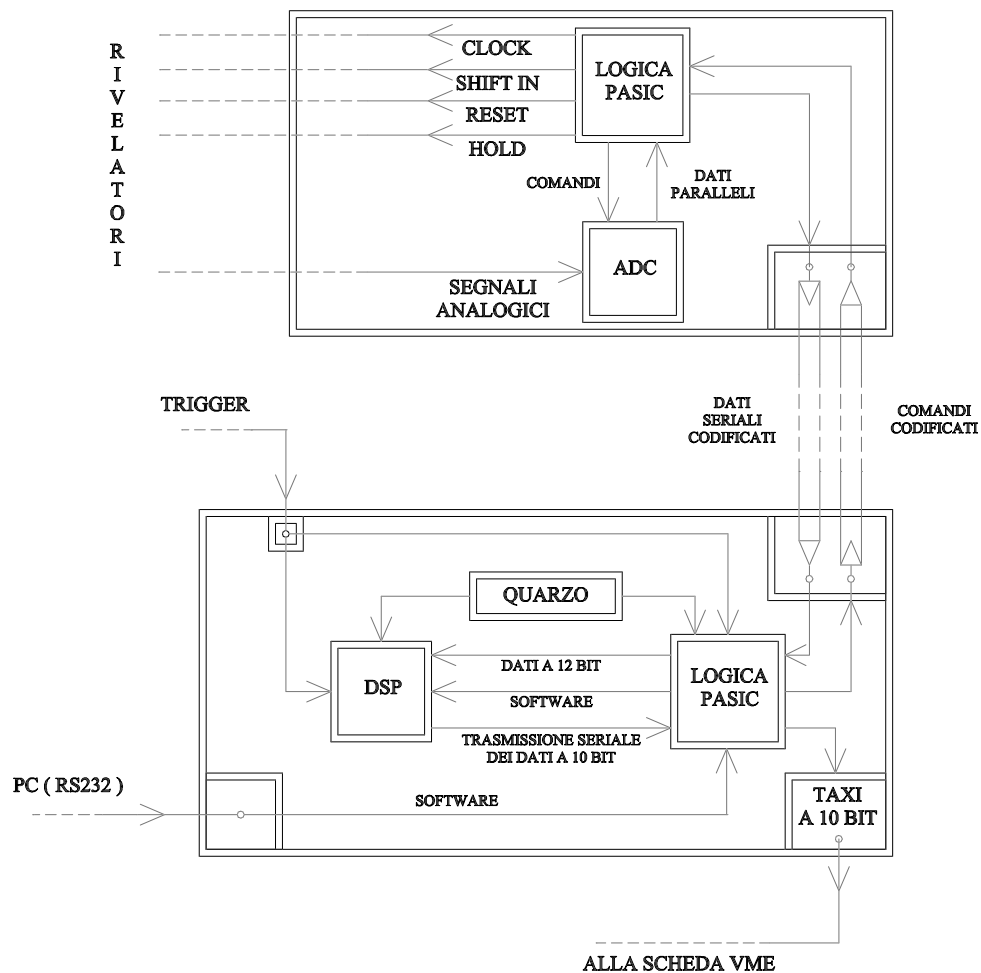 RIVELATORI
CLOCK
SHIFT IN
RESET
HOLD
LOGICA
PASIC
COMANDI
DATI
PARALLELI
ADC
SEGNALI
ANALOGICI
TRIGGER
DATI
SERIALI
CODIFICATI
COMANDI
CODIFICATI
QUARZO
DSP
DATI A 12 BIT
SOFTWARE
TRASMISSIONE SERIALE
DEI DATI A 10 BIT
LOGICA
PASIC
PC ( RS232 )
SOFTWARE
TAXI
A 10 BIT
ALLA SCHEDA VME